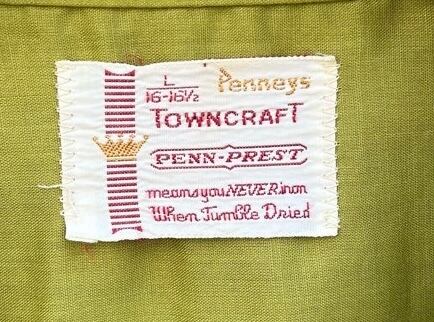 L Penneys
16-16½
TOWNCRAFT
PENN-PREST
means you NEVER iron
When Tumble Dried